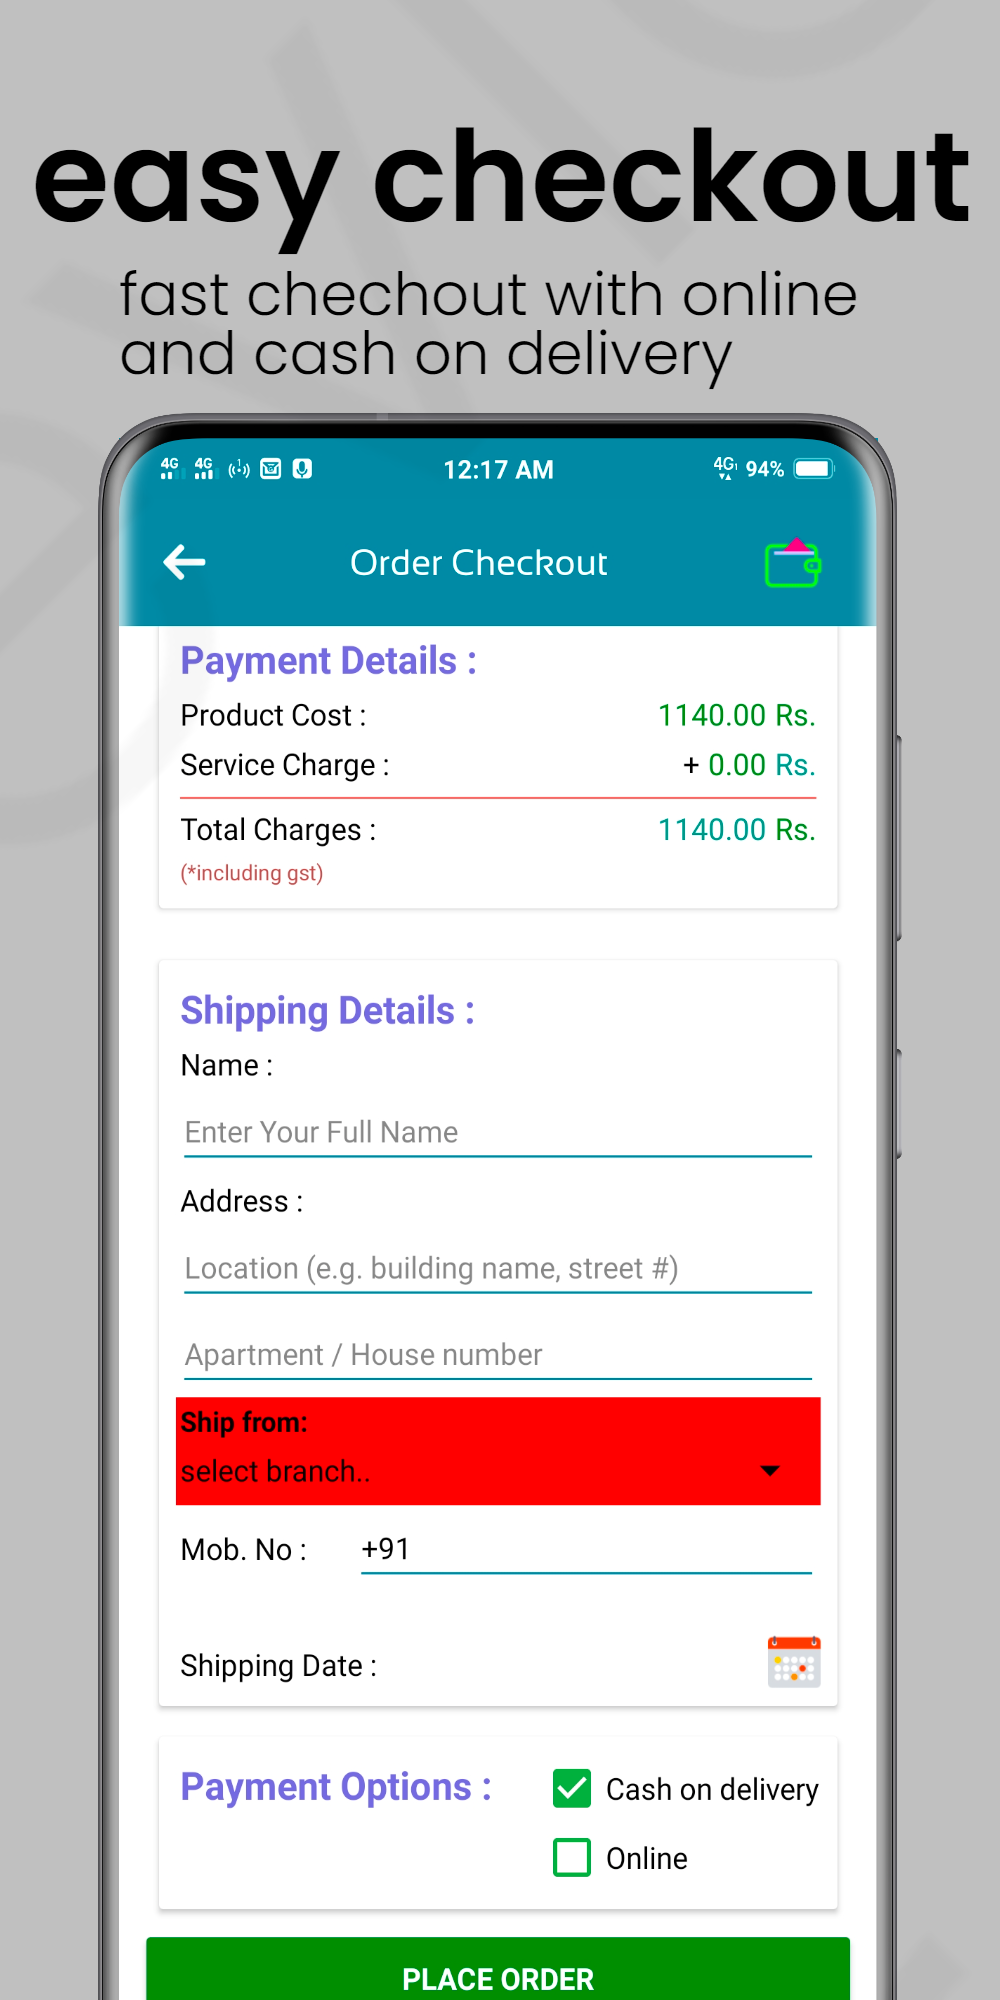 easy checkout
fast chechout with online
and cash on delivery
4G 4G 12:17 AM 4G 94%
Order Checkout
Payment Details :
Product Cost : 1140.00 Rs.
Service Charge : + 0.00 Rs.
Total Charges : 1140.00 Rs.
(*including gst)
Shipping Details :
Name :
Enter Your Full Name
Address :
Location (e.g. building name, street #)
Apartment / House number
Ship from:
select branch..
Mob. No : +91
Shipping Date :
Payment Options : Cash on delivery
Online
PLACE ORDER